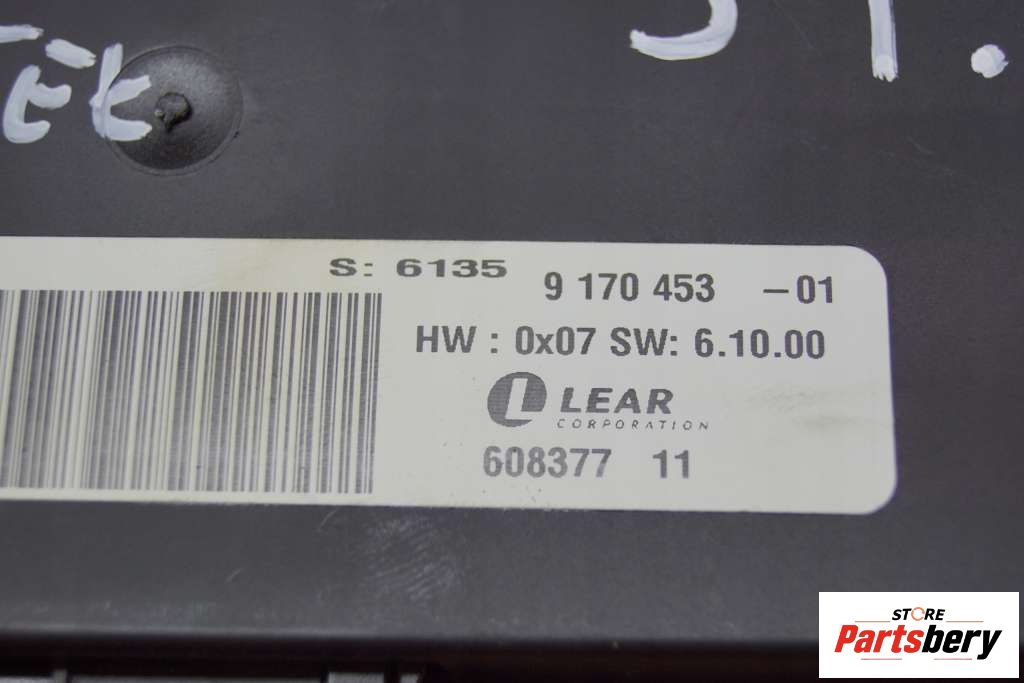 S: 6135
9 170 453 –01
HW : 0x07 SW: 6.10.00
L LEAR
CORPORATION
608377 11
STORE
Partsbery